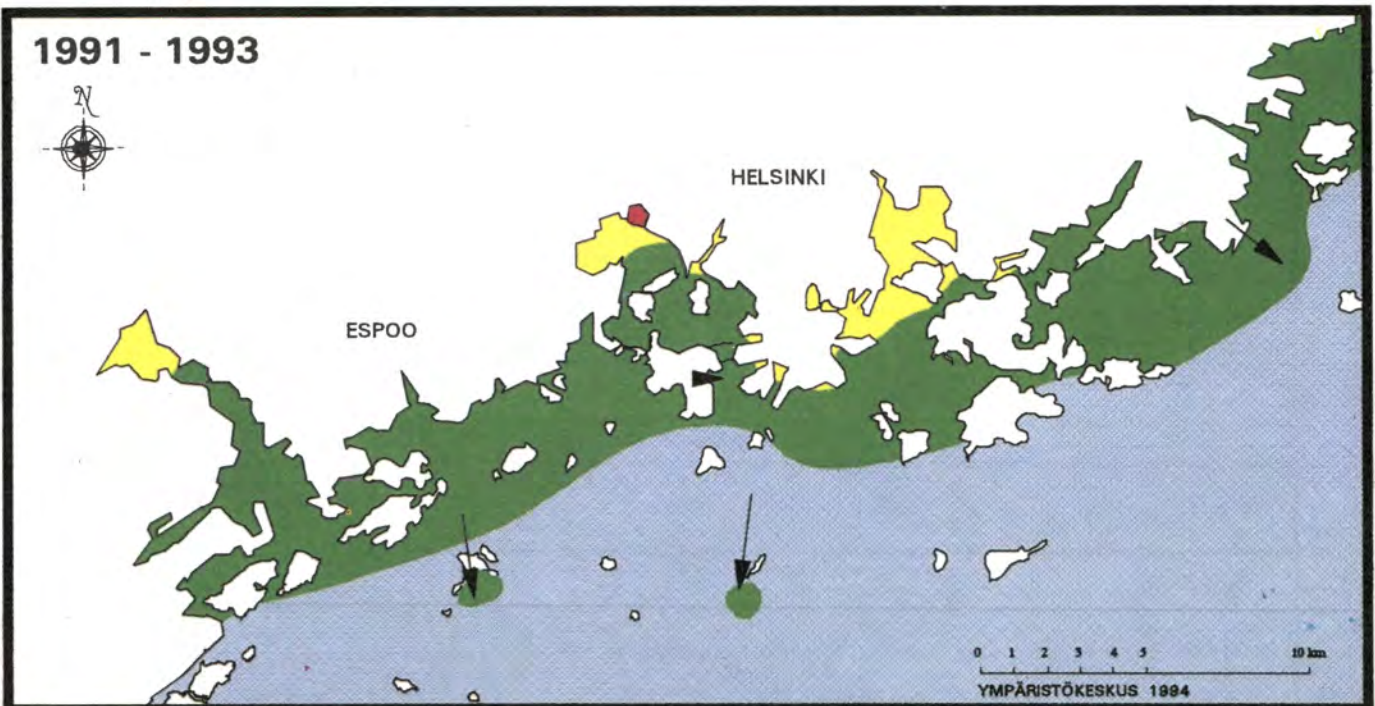 1991 - 1993
N
HELSINKI
ESPOO
0 1 2 3 4 5 10 km
YMPÄRISTÖKESKUS 1994